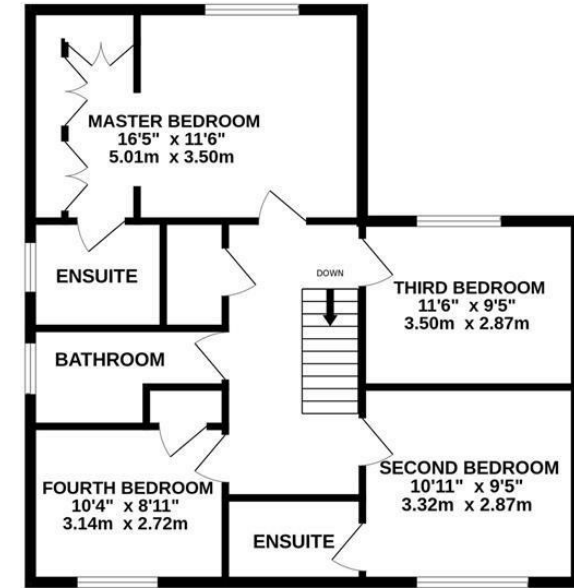 MASTER BEDROOM
16'5" x 11'6"
5.01m x 3.50m
ENSUITE
DOWN
THIRD BEDROOM
11'6" x 9'5"
3.50m x 2.87m
BATHROOM
SECOND BEDROOM
10'11" x 9'5"
3.32m x 2.87m
FOURTH BEDROOM
10'4" x 8'11"
3.14m x 2.72m
ENSUITE